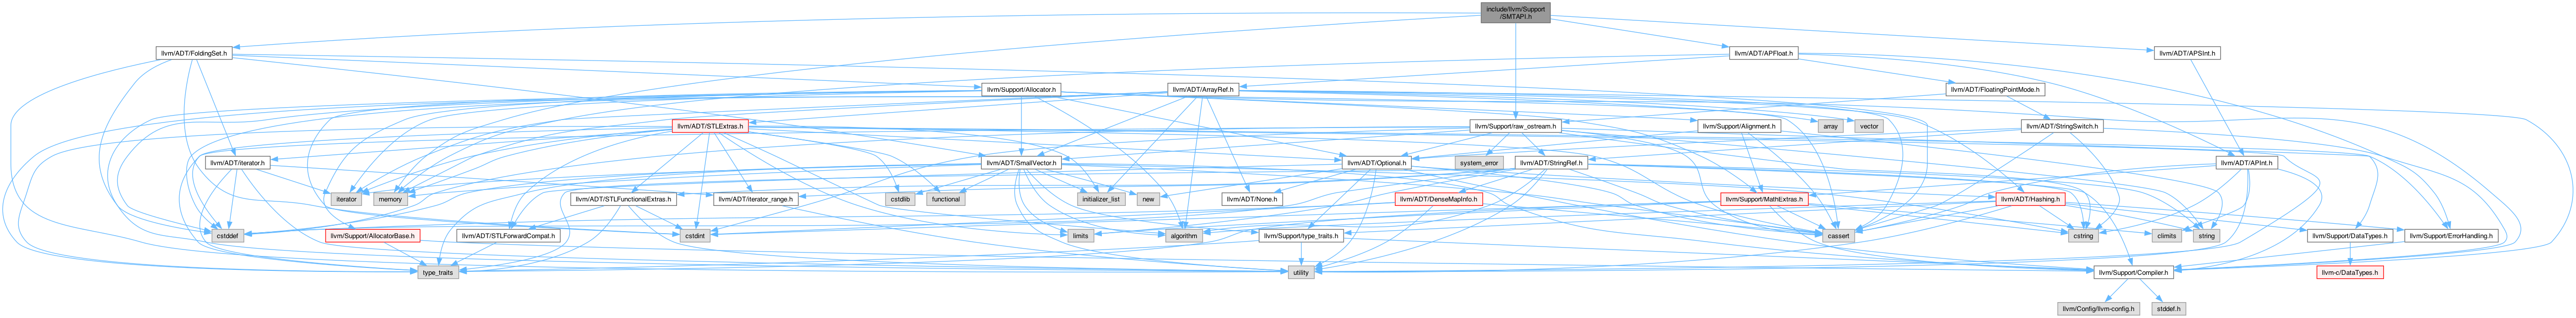 include/llvm/Support
/SMTAPI.h
llvm/ADT/FoldingSet.h
llvm/ADT/APFloat.h
llvm/ADT/APSInt.h
llvm/Support/Allocator.h
llvm/ADT/ArrayRef.h
llvm/ADT/FloatingPointMode.h
llvm/ADT/STLExtras.h
llvm/Support/raw_ostream.h
llvm/Support/Alignment.h
array
vector
llvm/ADT/StringSwitch.h
llvm/ADT/iterator.h
llvm/ADT/SmallVector.h
system_error
llvm/ADT/Optional.h
llvm/ADT/StringRef.h
llvm/ADT/APInt.h
iterator
memory
llvm/ADT/STLFunctionalExtras.h
llvm/ADT/iterator_range.h
cstdlib
functional
initializer_list
new
llvm/ADT/None.h
llvm/ADT/DenseMapInfo.h
llvm/Support/MathExtras.h
llvm/ADT/Hashing.h
cstddef
llvm/Support/AllocatorBase.h
llvm/ADT/STLForwardCompat.h
cstdint
limits
algorithm
llvm/Support/type_traits.h
cassert
cstring
climits
string
llvm/Support/DataTypes.h
llvm/Support/ErrorHandling.h
type_traits
utility
llvm/Support/Compiler.h
llvm-c/DataTypes.h
llvm/Config/llvm-config.h
stddef.h